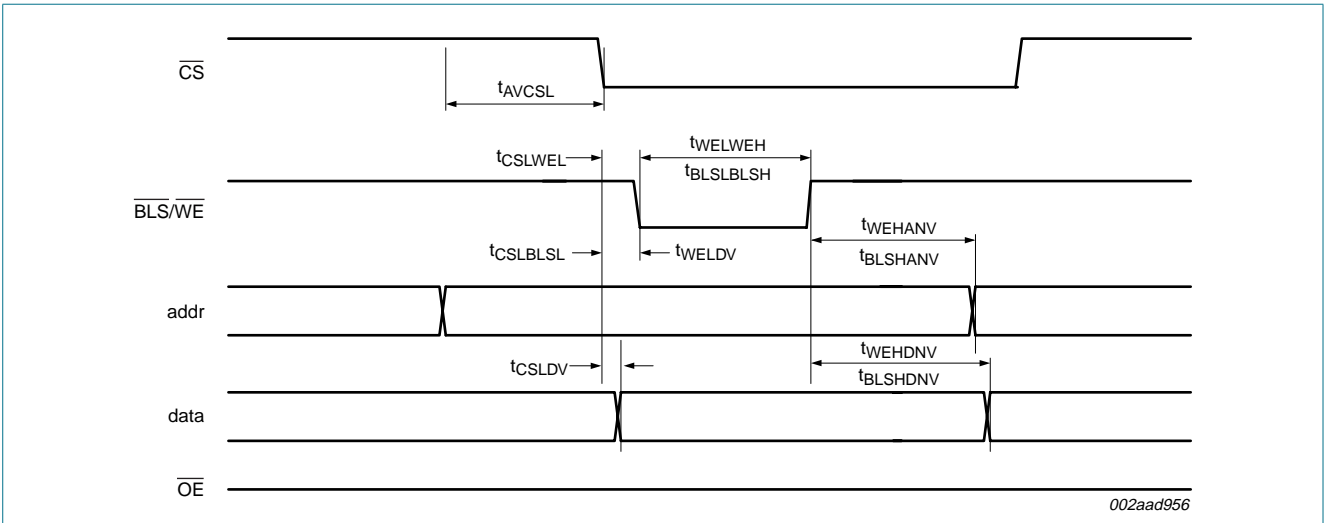 CS
tAVCSL
tCSLWEL
tWELWEH
tBLSLBLSH
BLS/WE
tCSLBLSL
tWELDV
tWEHANV
tBLSHANV
addr
tCSLDV
tWEHDNV
tBLSHDNV
data
OE
002aad956